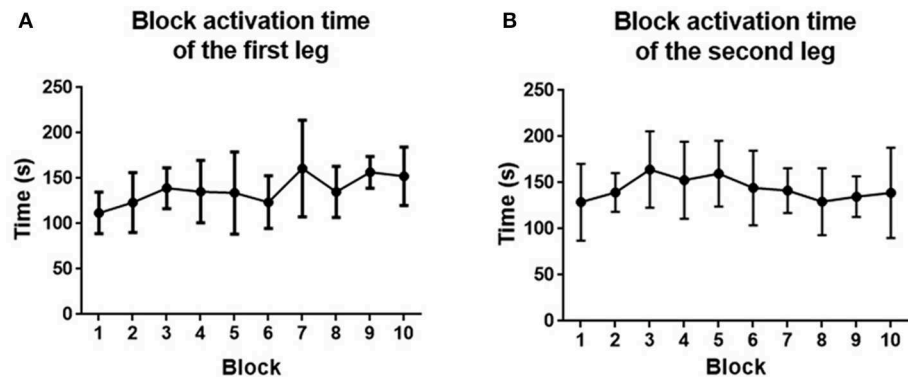 A
Block activation time
of the first leg
250
200
150
100
50
0
Time (s)
1 2 3 4 5 6 7 8 9 10
Block
B
Block activation time
of the second leg
250
200
150
100
50
0
Time (s)
1 2 3 4 5 6 7 8 9 10
Block